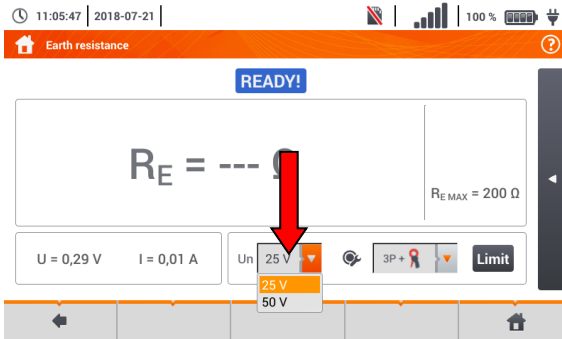 11:05:47 2018-07-21 100 %
Earth resistance ?
READY!
RE = --- Ω
RE MAX = 200 Ω
U = 0,29 V I = 0,01 A Un 25 V 3P + Limit
25 V
50 V